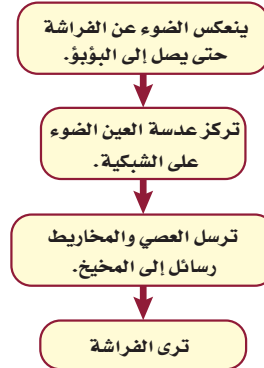 ينعكس الضوء عن الفراشة
حتى يصل إلى البؤبؤ.
تركز عدسة العين الضوء
على الشبكية.
ترسل العصي والمخاريط
رسائل إلى المخيخ.
ترى الفراشة